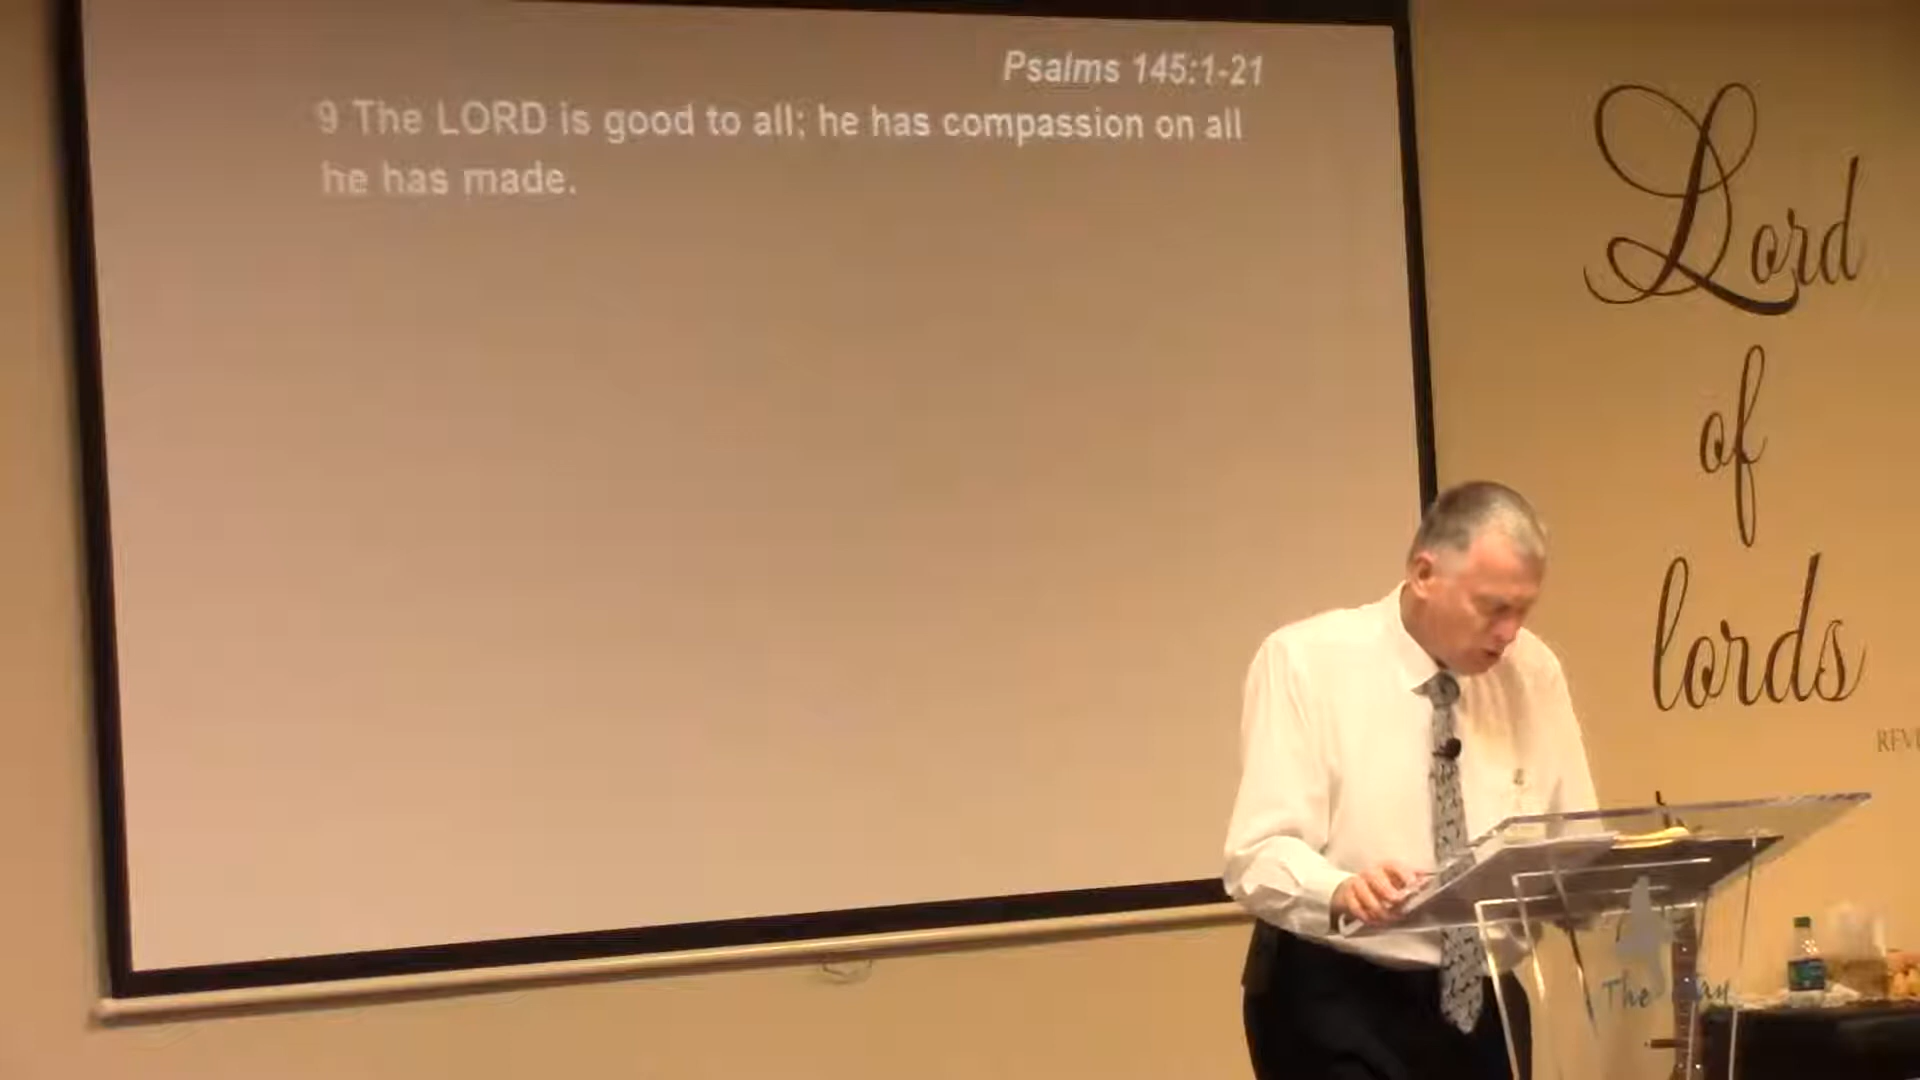 Psalms 145:1-21
9 The LORD is good to all; he has compassion on all
he has made.
Lord
of
lords
The